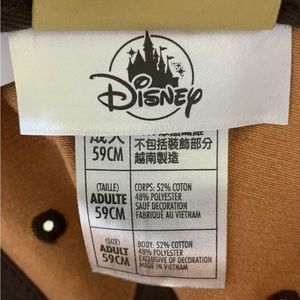 Disney
成人
59CM
不包括裝飾部分
越南製造
(TAILLE)
ADULTE
59CM
CORPS: 52% COTON
48% POLYESTER
SAUF DECORATION
FABRIQUÉ AU VIETNAM
(SIZE)
ADULT
59CM
BODY: 52% COTTON
48% POLYESTER
EXCLUSIVE OF DECORATION
MADE IN VIETNAM